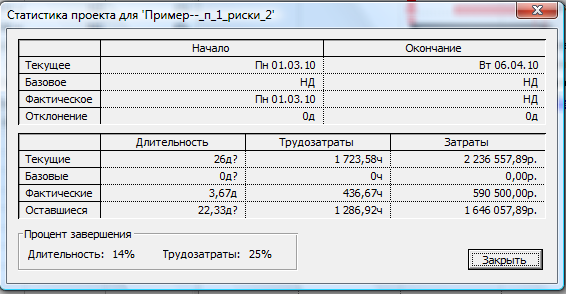 Статистика проекта для 'Пример--_п_1_риски_2'
Начало Окончание
Текущее Пн 01.03.10 Вт 06.04.10
Базовое НД НД
Фактическое Пн 01.03.10 НД
Отклонение 0д 0д
Длительность Трудозатраты Затраты
Текущие 26д? 1 723,58ч 2 236 557,89р.
Базовые 0д? 0ч 0,00р.
Фактические 3,67д 436,67ч 590 500,00р.
Оставшиеся 22,33д? 1 286,92ч 1 646 057,89р.
Процент завершения
Длительность: 14% Трудозатраты: 25%
Закрыть